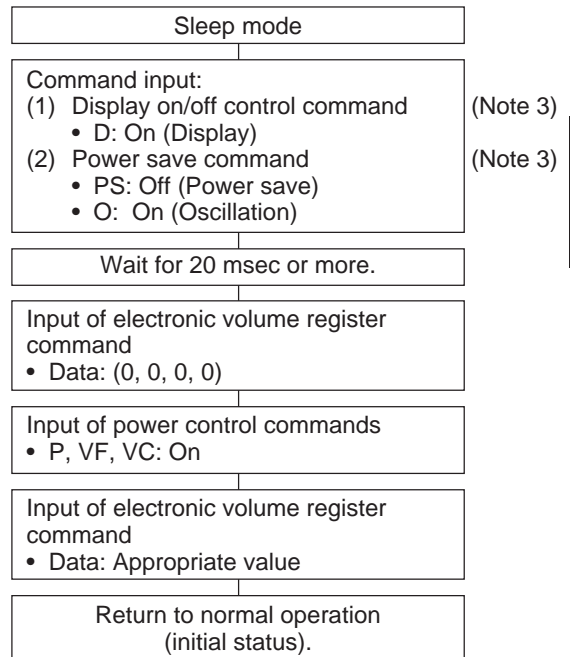 Sleep mode
Command input:
(1) Display on/off control command (Note 3)
• D: On (Display)
(2) Power save command (Note 3)
• PS: Off (Power save)
• O: On (Oscillation)
Wait for 20 msec or more.
Input of electronic volume register
command
• Data: (0, 0, 0, 0)
Input of power control commands
• P, VF, VC: On
Input of electronic volume register
command
• Data: Appropriate value
Return to normal operation
(initial status).